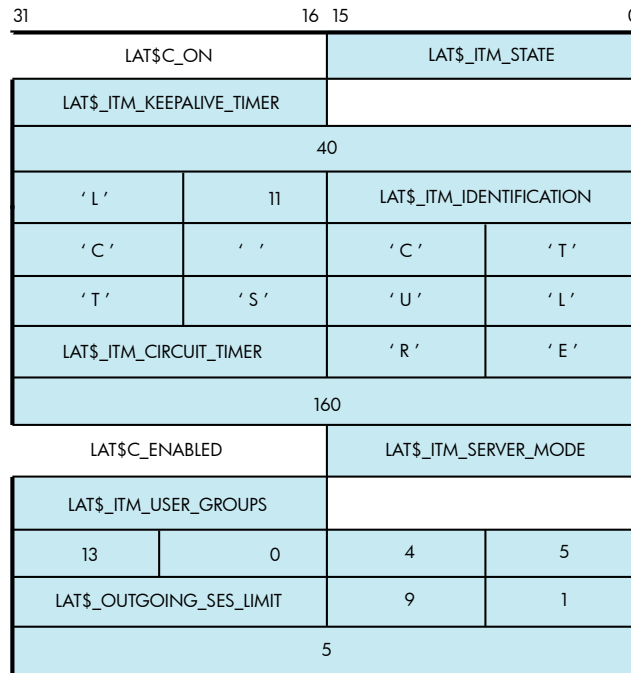 31 16 15 0
LAT$C_ON LAT$_ITM_STATE
LAT$_ITM_KEEPALIVE_TIMER
40
‘ L ’ 11 LAT$_ITM_IDENTIFICATION
‘ C ’ ‘ ’ ‘ C ’ ‘ T ’
‘ T ’ ‘ S ’ ‘ U ’ ‘ L ’
LAT$_ITM_CIRCUIT_TIMER ‘ R ’ ‘ E ’
160
LAT$C_ENABLED LAT$_ITM_SERVER_MODE
LAT$_ITM_USER_GROUPS
13 0 4 5
LAT$_OUTGOING_SES_LIMIT 9 1
5